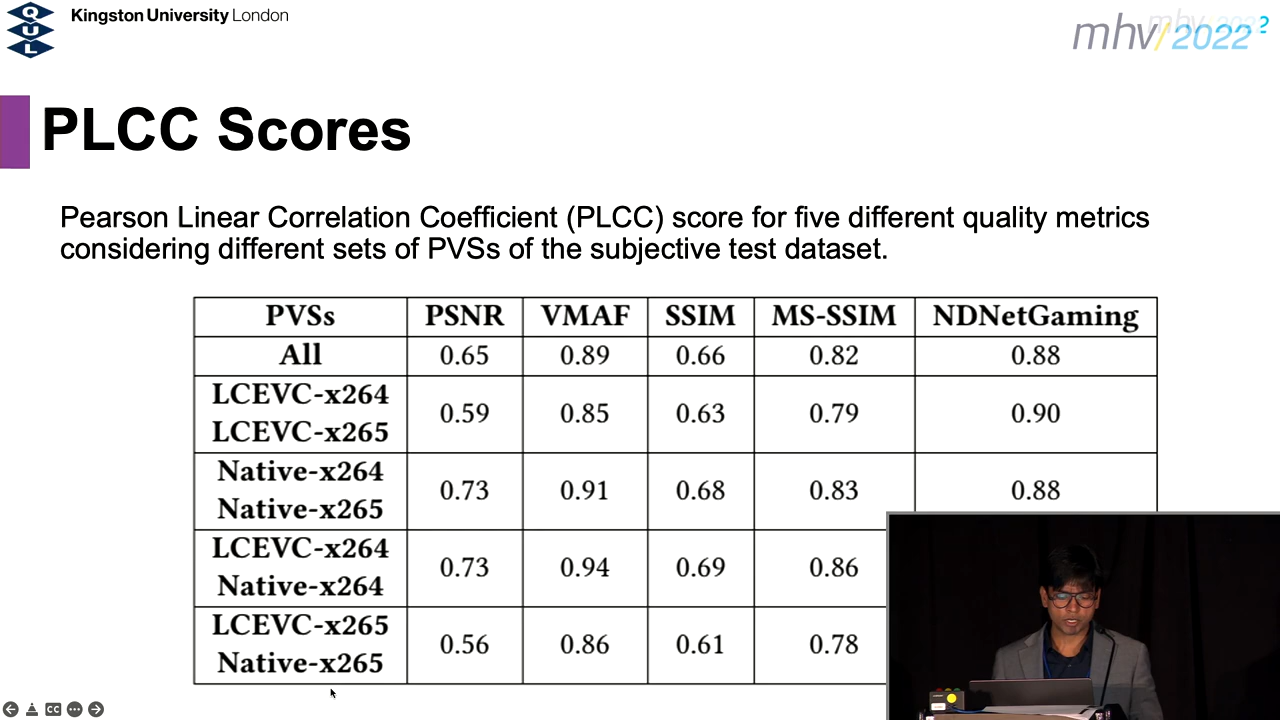 QUL
Kingston University London
mhv/2022
PLCC Scores
Pearson Linear Correlation Coefficient (PLCC) score for five different quality metrics
considering different sets of PVSs of the subjective test dataset.
PVSs PSNR VMAF SSIM MS-SSIM NDNetGaming
All 0.65 0.89 0.66 0.82 0.88
LCEVC-x264
LCEVC-x265 0.59 0.85 0.63 0.79 0.90
Native-x264
Native-x265 0.73 0.91 0.68 0.83 0.88
LCEVC-x264
Native-x264 0.73 0.94 0.69 0.86
LCEVC-x265
Native-x265 0.56 0.86 0.61 0.78
CC